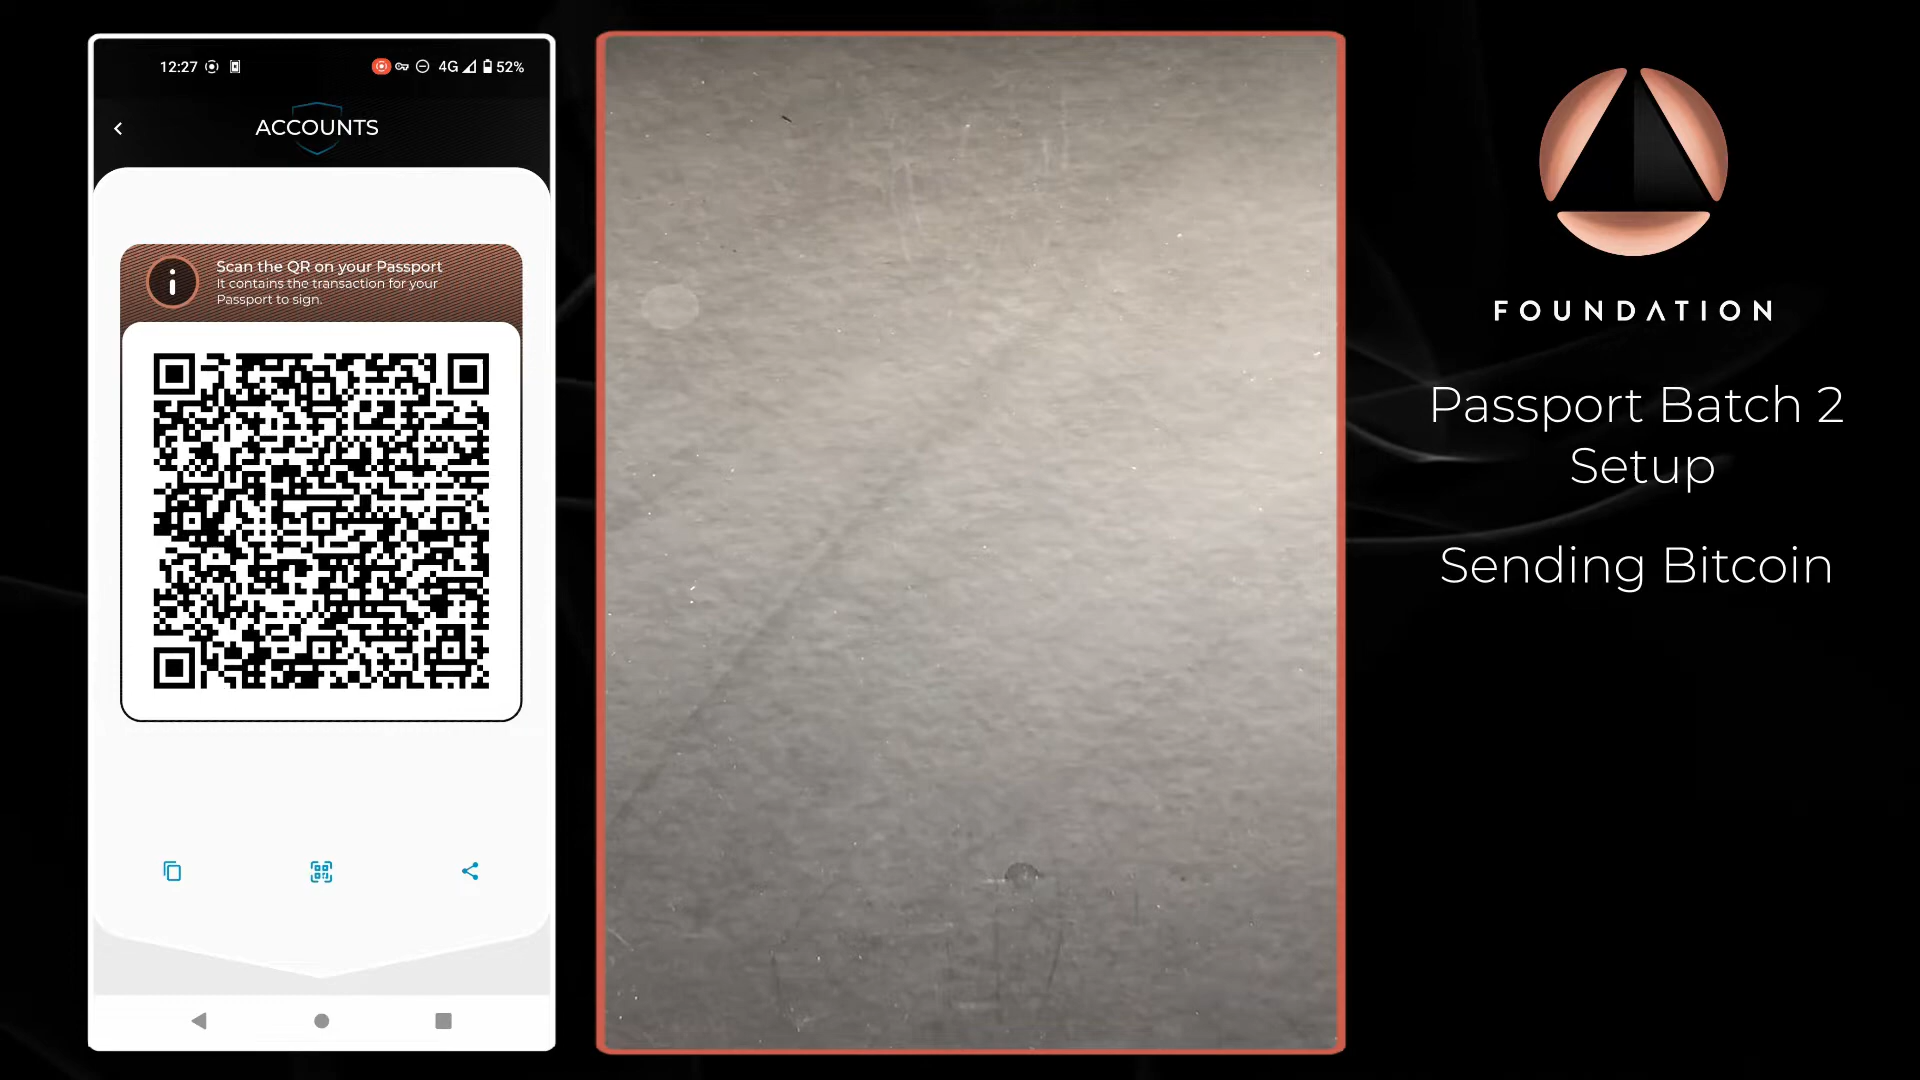 12:27
4G
52%
ACCOUNTS
Scan the QR on your Passport
It contains the transaction for your
Passport to sign.
FOUNDATION
Passport Batch 2
Setup
Sending Bitcoin